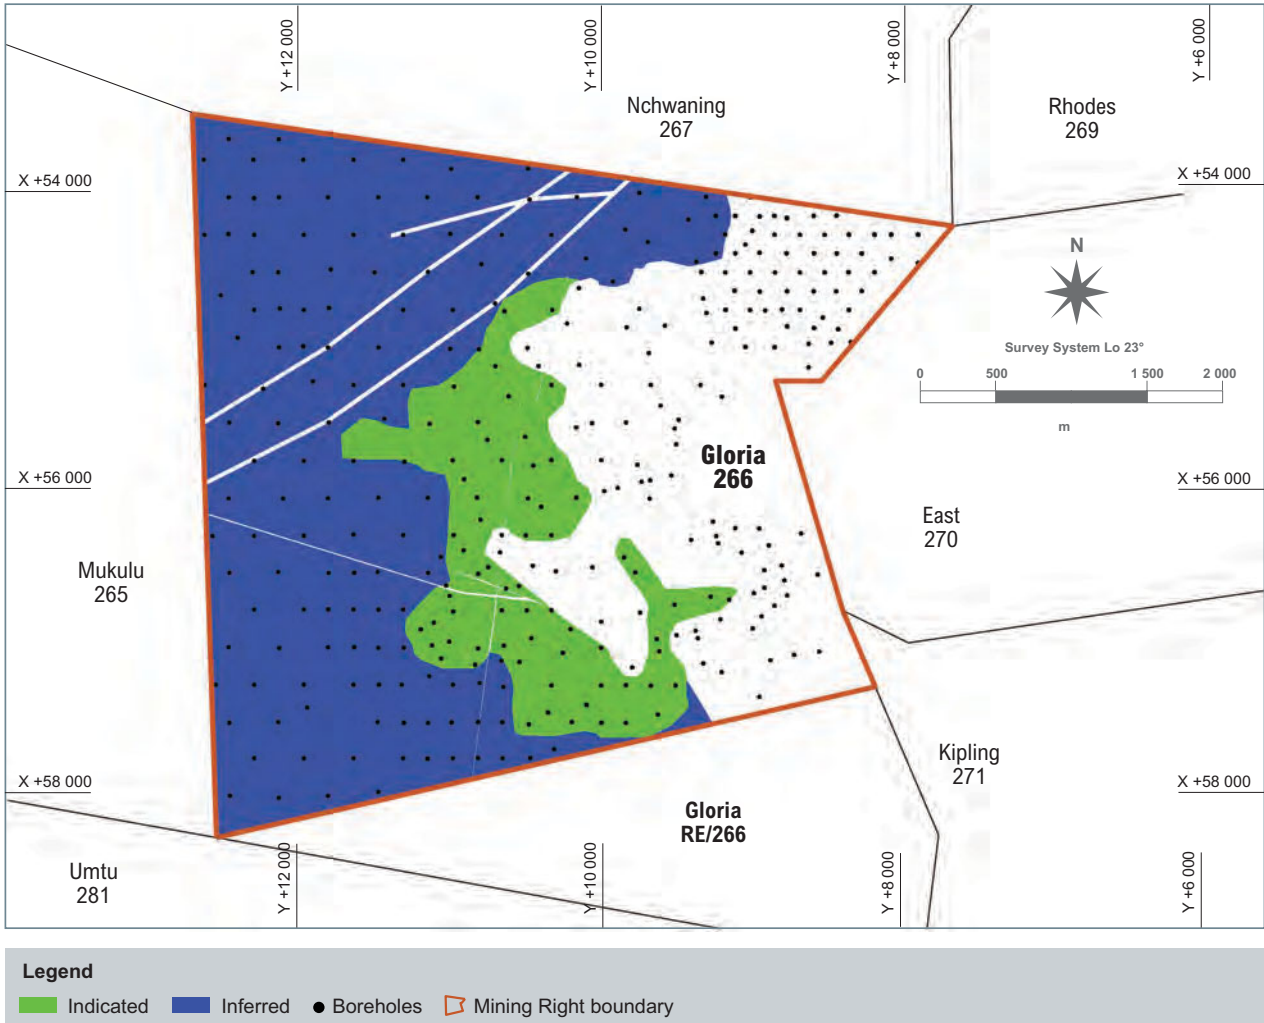 Y +12 000
Y +10 000
Y +8 000
Y +6 000
Nchwaning
267
Rhodes
269
X +54 000
X +54 000
N
Survey System Lo 23°
0 500 1 500 2 000
m
Gloria
266
X +56 000
X +56 000
East
270
Mukulu
265
Kipling
271
X +58 000
X +58 000
Gloria
RE/266
Umtu
281
Y +12 000
Y +10 000
Y +8 000
Y +6 000
Legend
Indicated Inferred Boreholes Mining Right boundary